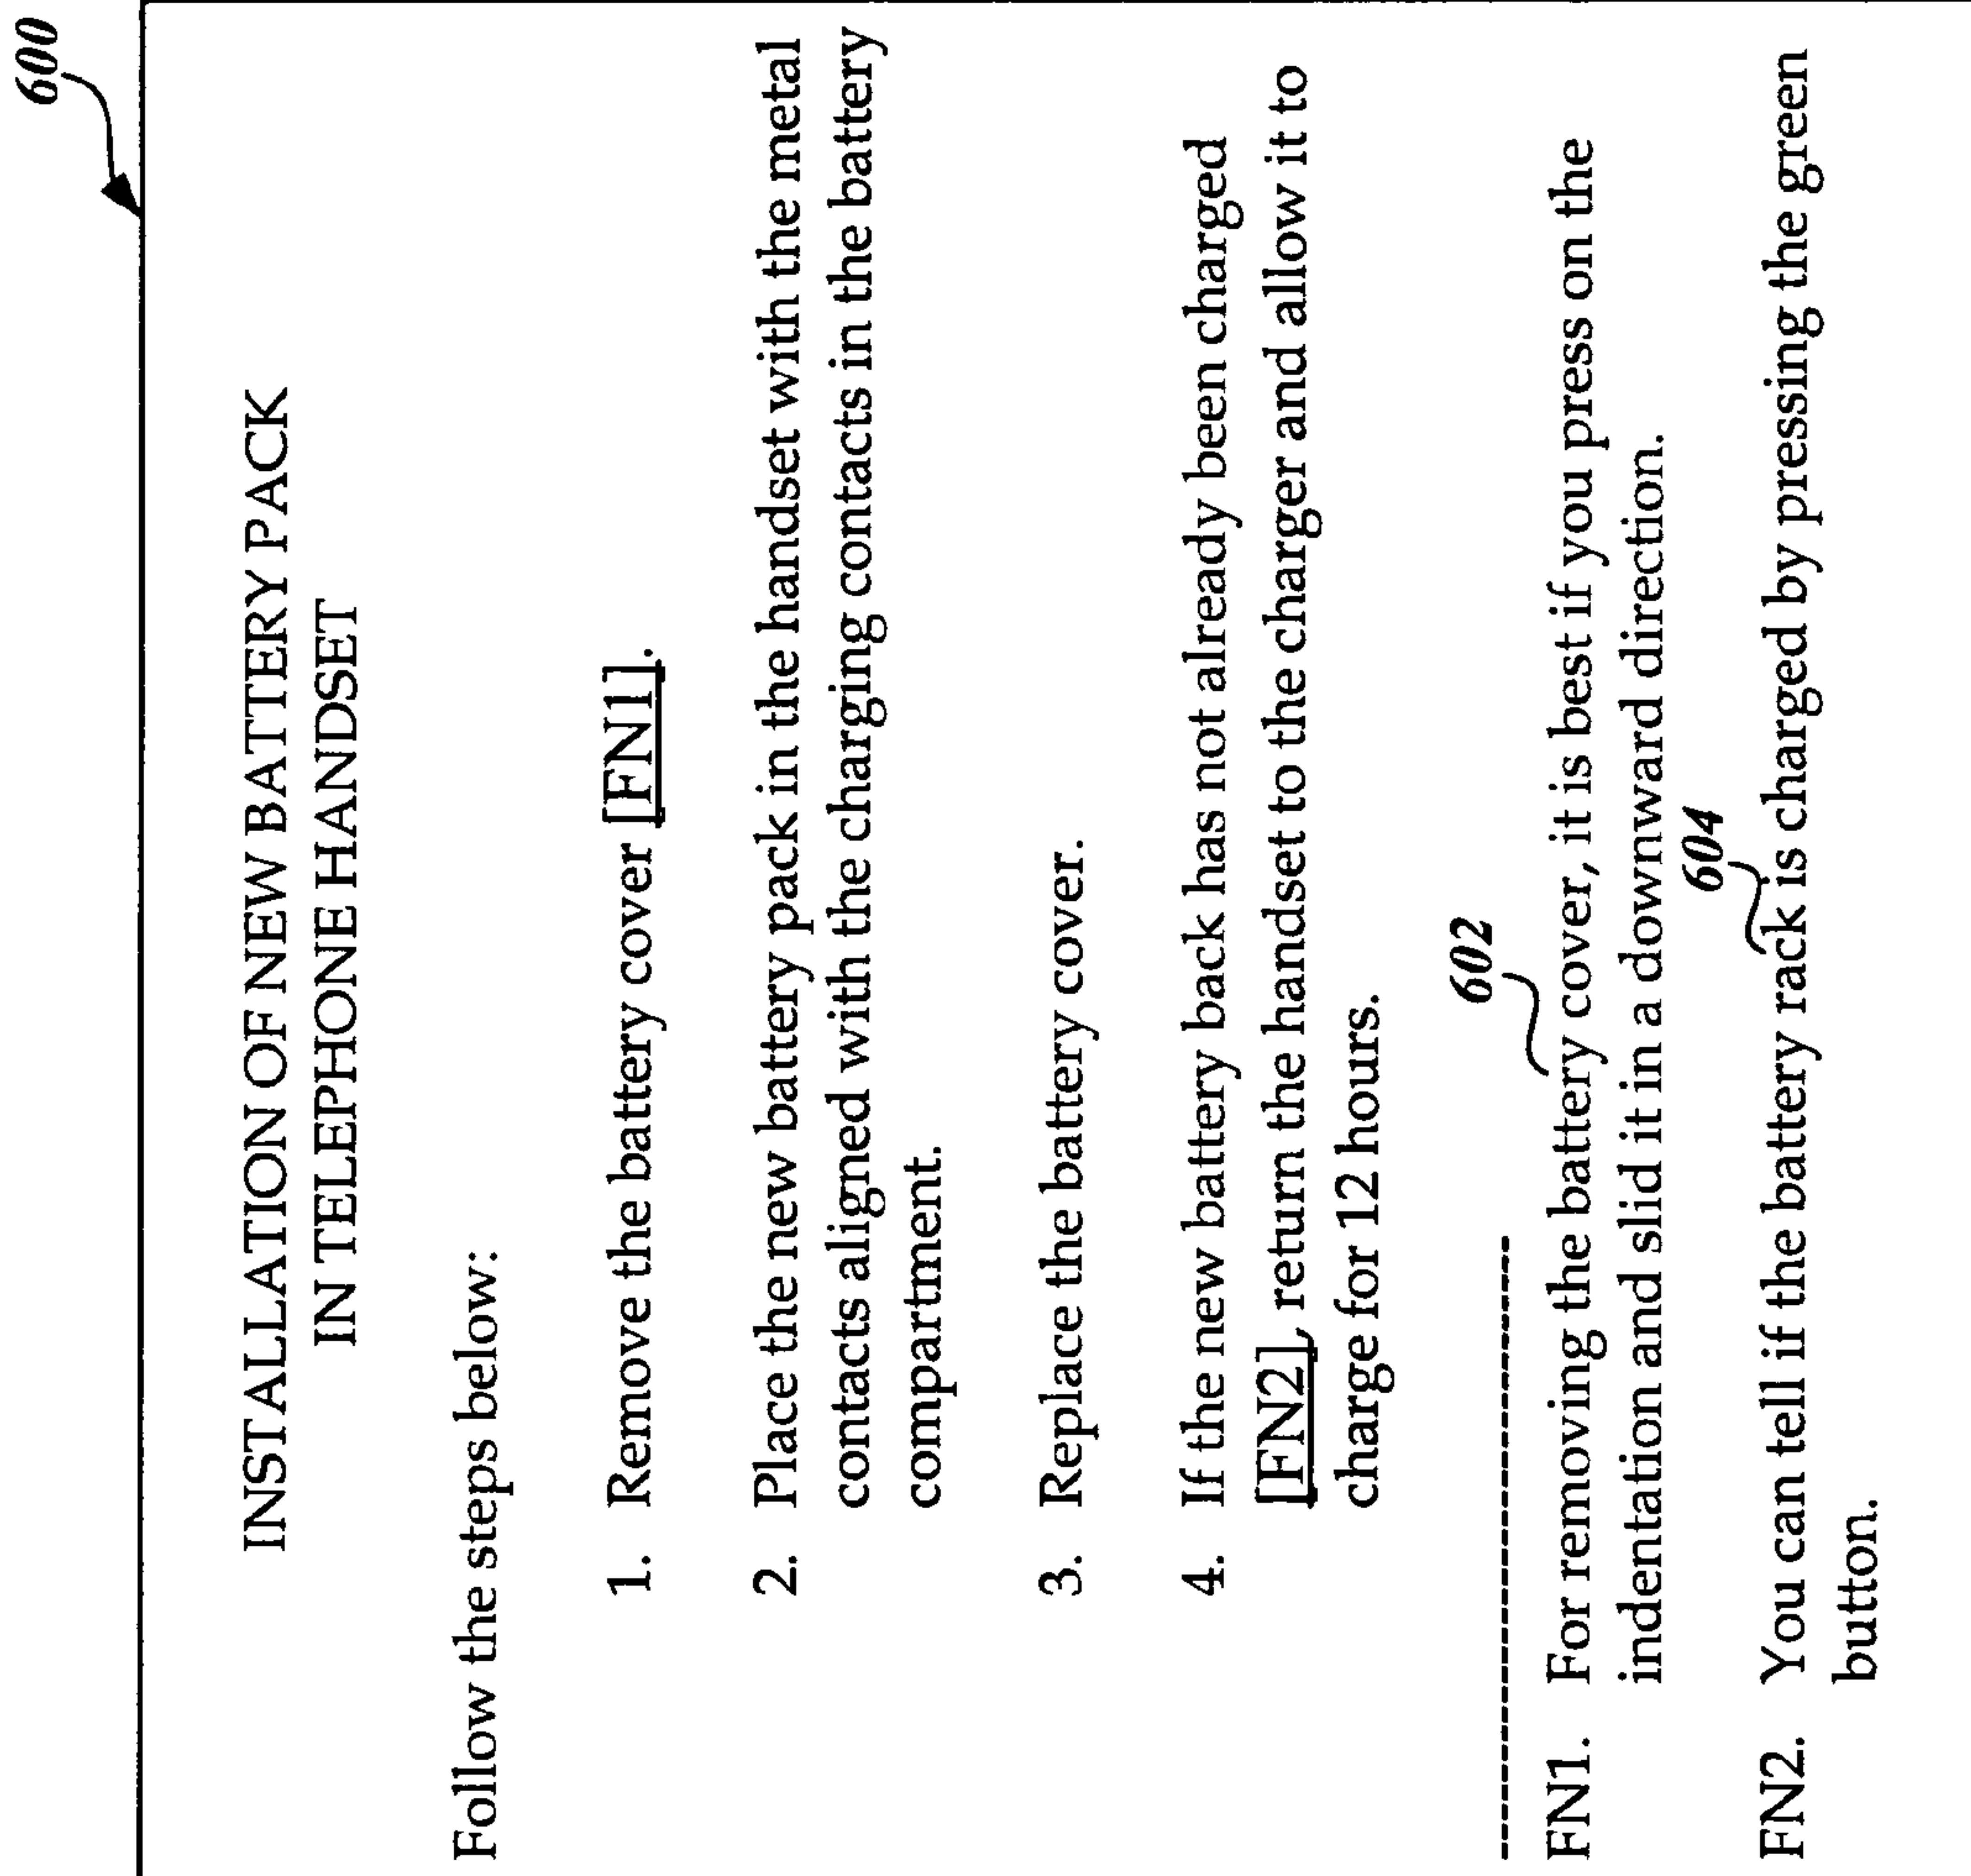 600
INSTALLATION OF NEW BATTERY PACK
IN TELEPHONE HANDSET
Follow the steps below:
1. Remove the battery cover [FN1].
2. Place the new battery pack in the handset with the metal
contacts aligned with the charging contacts in the battery
compartment.
3. Replace the battery cover.
4. If the new battery back has not already been charged
[FN2], return the handset to the charger and allow it to
charge for 12 hours.
602
FN1. For removing the battery cover, it is best if you press on the
indentation and slid it in a downward direction.
604
FN2. You can tell if the battery rack is charged by pressing the green
button.